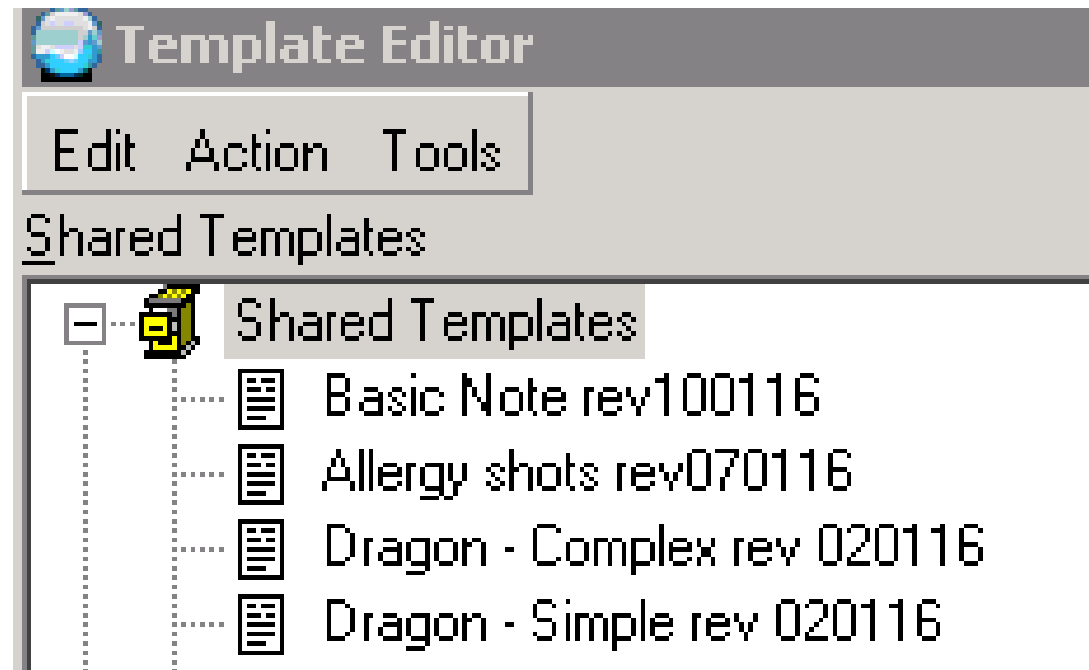 Template Editor
Edit Action Tools
Shared Templates
Shared Templates
Basic Note rev100116
Allergy shots rev070116
Dragon - Complex rev 020116
Dragon - Simple rev 020116